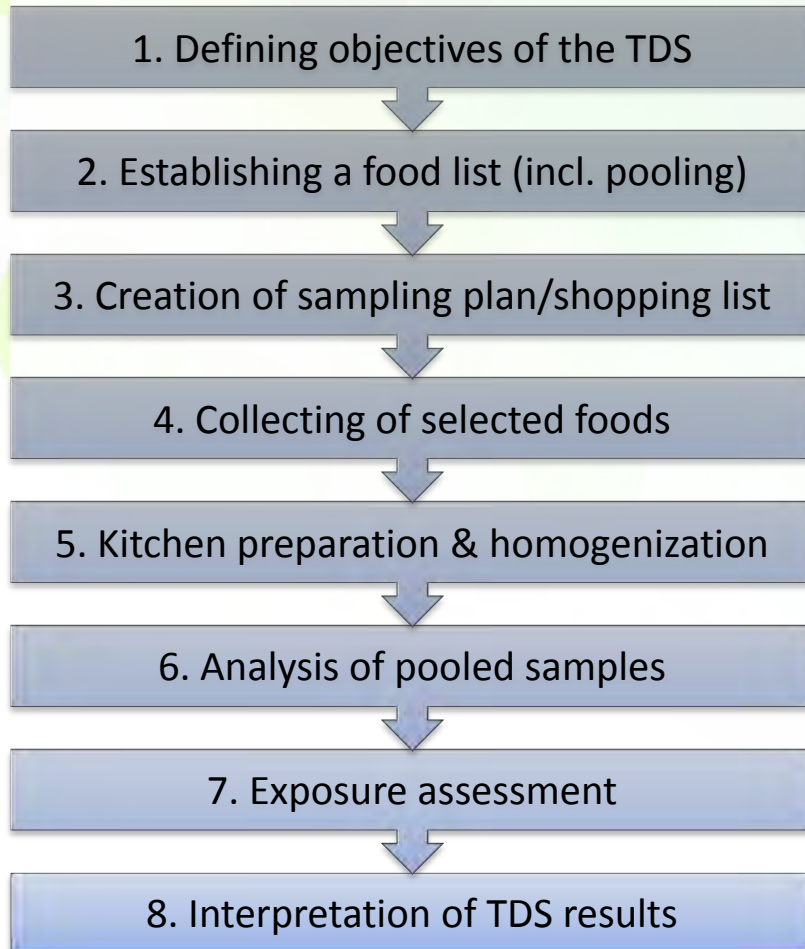 1. Defining objectives of the TDS
2. Establishing a food list (incl. pooling)
3. Creation of sampling plan/shopping list
4. Collecting of selected foods
5. Kitchen preparation & homogenization
6. Analysis of pooled samples
7. Exposure assessment
8. Interpretation of TDS results